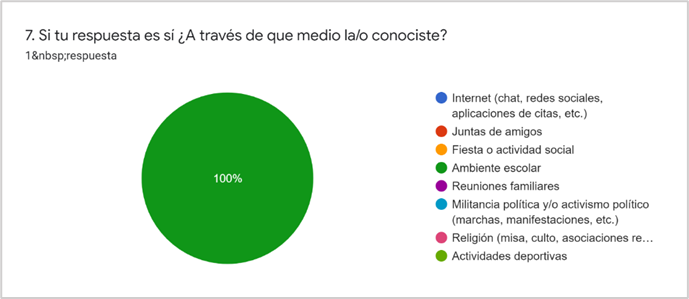 7. Si tu respuesta es sí ¿A través de que medio la/o conociste?
1&nbsp;respuesta
100%
Internet (chat, redes sociales,
aplicaciones de citas, etc.)
Juntas de amigos
Fiesta o actividad social
Ambiente escolar
Reuniones familiares
Militancia política y/o activismo político
(marchas, manifestaciones, etc.)
Religión (misa, culto, asociaciones re…
Actividades deportivas